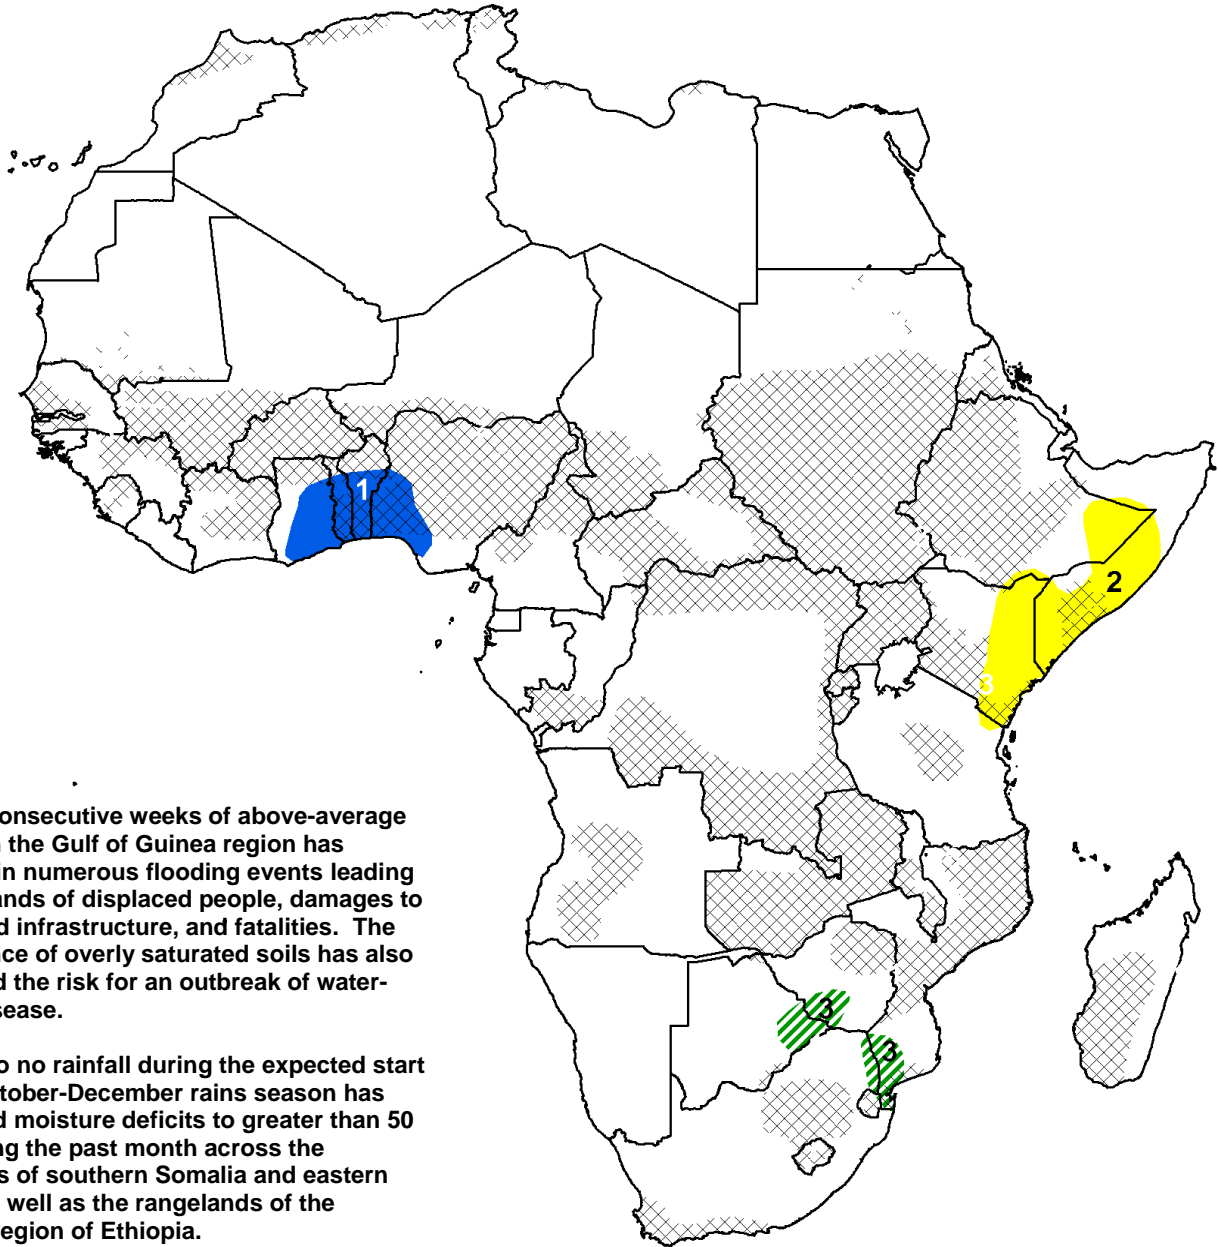 1
2
3
onsecutive weeks of above-average
the Gulf of Guinea region has
in numerous flooding events leading
ands of displaced people, damages to
d infrastructure, and fatalities. The
nce of overly saturated soils has also
d the risk for an outbreak of water-
sease.
3
3
o no rainfall during the expected start
tober-December rains season has
d moisture deficits to greater than 50
ng the past month across the
s of southern Somalia and eastern
well as the rangelands of the
egion of Ethiopia.